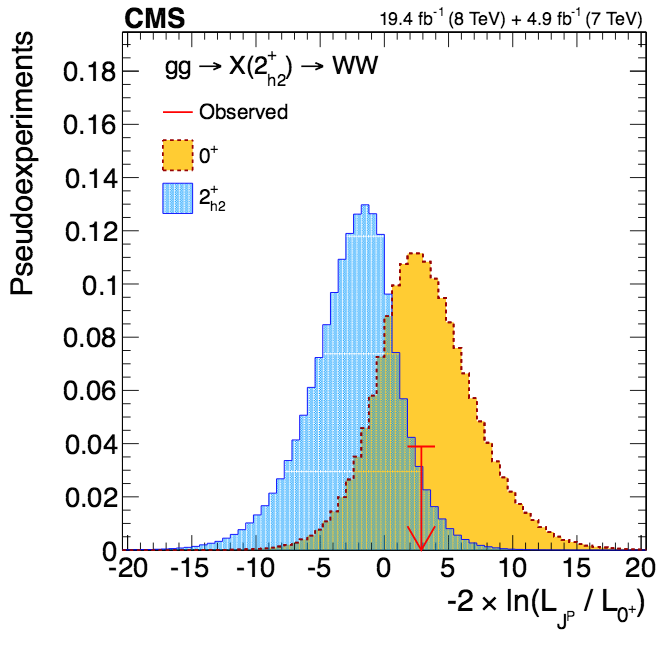 CMS 19.4 fb⁻¹ (8 TeV) + 4.9 fb⁻¹ (7 TeV)
gg → X(2⁺h2) → WW
Observed
0⁺
2⁺h2
Pseudoexperiments
0.18
0.16
0.14
0.12
0.1
0.08
0.06
0.04
0.02
0
-20 -15 -10 -5 0 5 10 15 20
-2 × ln(L_Jᴾ / L_0⁺)